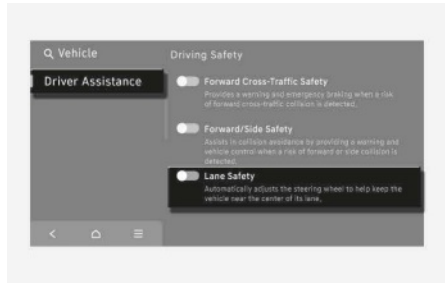 Vehicle
Driving Safety
Driver Assistance
Forward Cross-Traffic Safety
Provides a warning and emergency braking when a risk
of forward cross-traffic collision is detected.
Forward/Side Safety
Assists in collision avoidance by providing a warning and
vehicle control when a risk of forward or side collision is
detected.
Lane Safety
Automatically adjusts the steering wheel to help keep the
vehicle near the center of its lane.